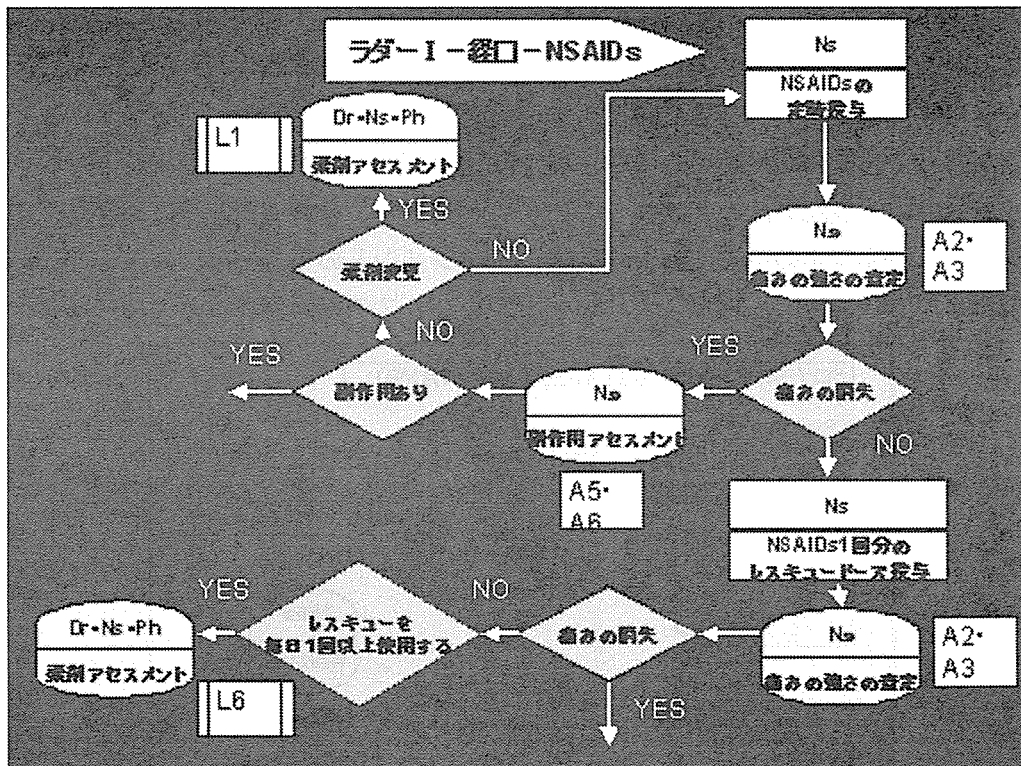 ラダーⅠ－経口－NSAIDs
Ns
NSAIDsの
定時投与
L1
Dr・Ns・Ph
薬剤アセスメント
YES
NO
薬剤変更
Ns
痛みの強さの査定
A2・
A3
NO
YES
副作用あり
Ns
副作用アセスメント
A5・
A6
YES
痛みの消失
NO
Ns
NSAIDs1回分の
レスキュードーズ投与
YES
レスキューを
毎日1回以上使用する
NO
痛みの消失
YES
Ns
痛みの強さの査定
A2・
A3
Dr・Ns・Ph
薬剤アセスメント
L6